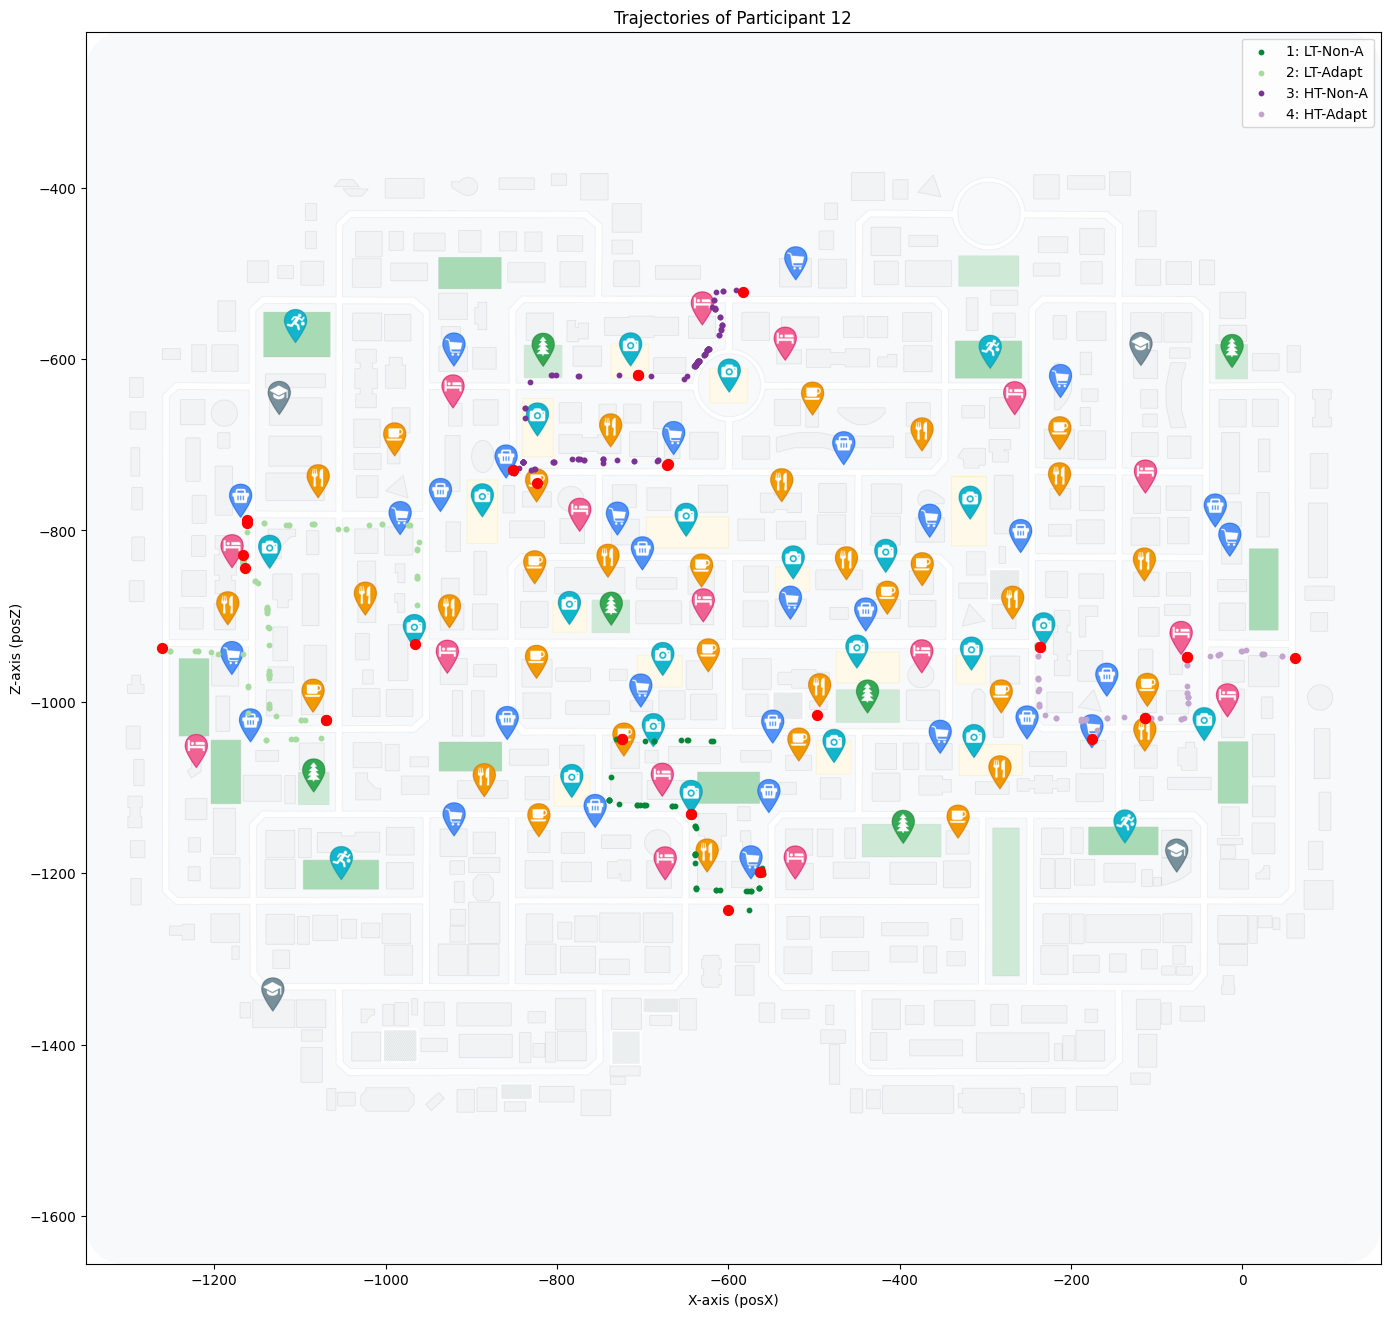 Trajectories of Participant 12
1: LT-Non-A
2: LT-Adapt
3: HT-Non-A
4: HT-Adapt
Z-axis (posZ)
−400
−600
−800
−1000
−1200
−1400
−1600
−1200
−1000
−800
−600
−400
−200
0
X-axis (posX)